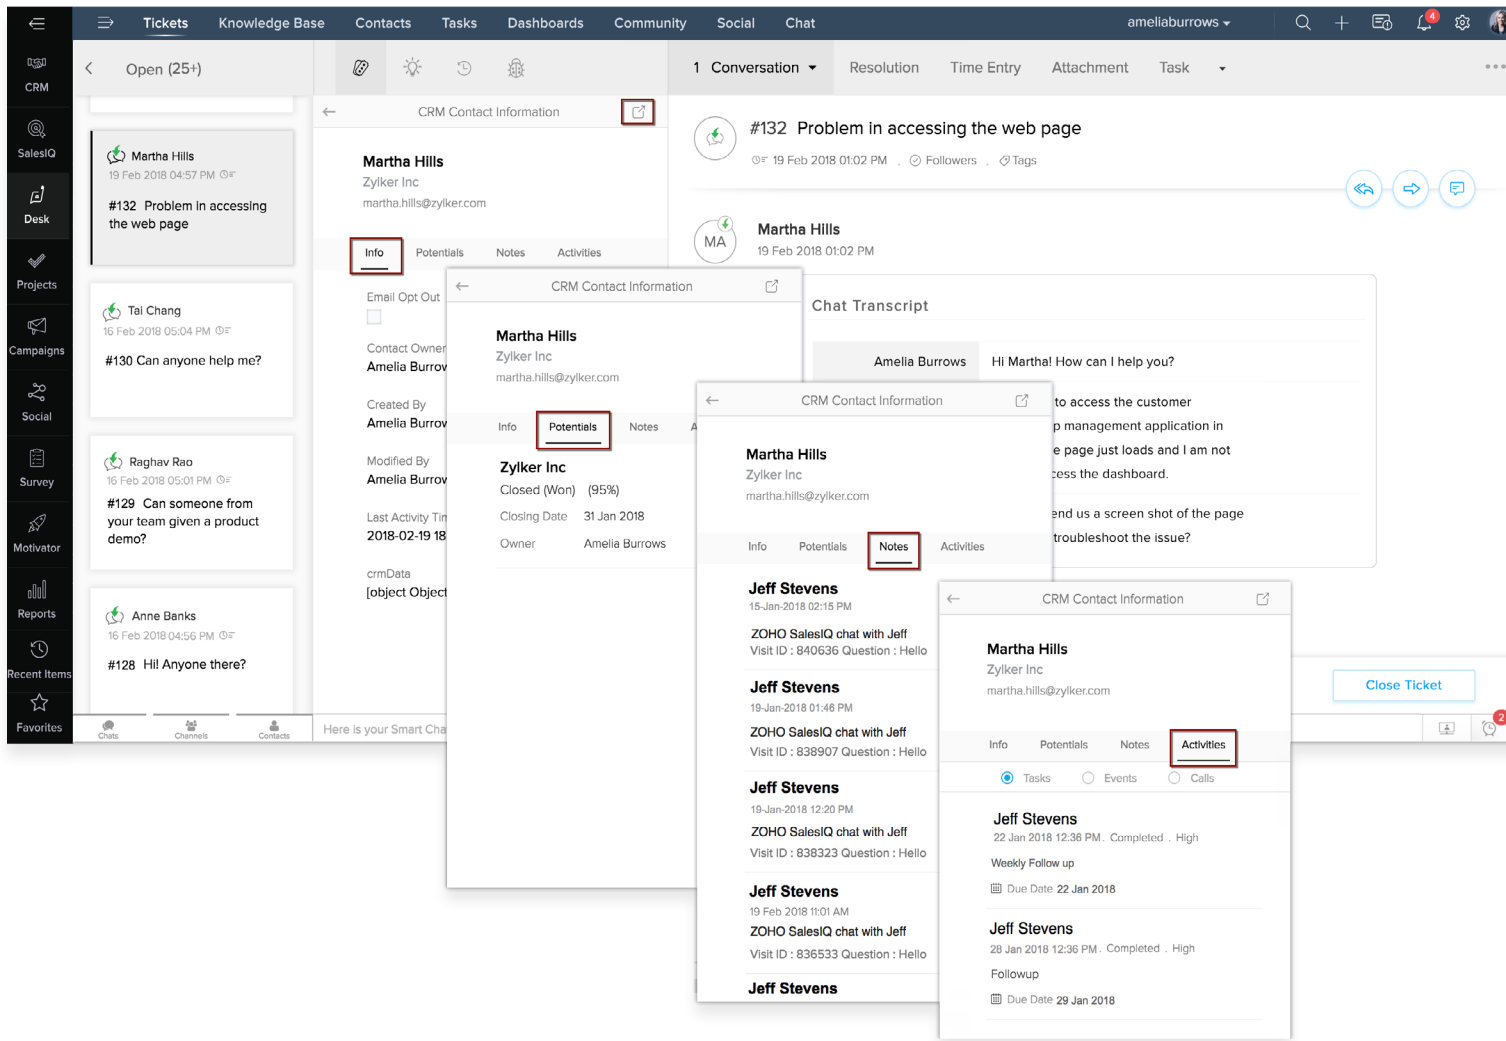 Tickets Knowledge Base Contacts Tasks Dashboards Community Social Chat
ameliaburrows
4
CRM
SalesIQ
Desk
Projects
Campaigns
Social
Survey
Motivator
Reports
Recent Items
Favorites
Open (25+)
Martha Hills
19 Feb 2018 04:57 PM
#132 Problem in accessing
the web page
Tai Chang
16 Feb 2018 05:04 PM
#130 Can anyone help me?
Raghav Rao
16 Feb 2018 05:01 PM
#129 Can someone from
your team given a product
demo?
Anne Banks
16 Feb 2018 04:56 PM
#128 Hi! Anyone there?
Chats Channels Contacts
Here is your Smart Cha
CRM Contact Information
Martha Hills
Zylker Inc
martha.hills@zylker.com
Info Potentials Notes Activities
Email Opt Out
Contact Owner
Amelia Burrow
Created By
Amelia Burrow
Modified By
Amelia Burrow
Last Activity Tim
2018-02-19 18
crmData
[object Object
CRM Contact Information
Martha Hills
Zylker Inc
martha.hills@zylker.com
Info Potentials Notes A
Zylker Inc
Closed (Won) (95%)
Closing Date 31 Jan 2018
Owner Amelia Burrows
CRM Contact Information
Martha Hills
Zylker Inc
martha.hills@zylker.com
Info Potentials Notes Activities
Jeff Stevens
15-Jan-2018 02:15 PM
ZOHO SalesIQ chat with Jeff
Visit ID : 840636 Question : Hello
Jeff Stevens
19-Jan-2018 01:46 PM
ZOHO SalesIQ chat with Jeff
Visit ID : 838907 Question : Hello
Jeff Stevens
19-Jan-2018 12:20 PM
ZOHO SalesIQ chat with Jeff
Visit ID : 838323 Question : Hello
Jeff Stevens
19 Feb 2018 11:01 AM
ZOHO SalesIQ chat with Jeff
Visit ID : 836533 Question : Hello
Jeff Stevens
CRM Contact Information
Martha Hills
Zylker Inc
martha.hills@zylker.com
Info Potentials Notes Activities
Tasks Events Calls
Jeff Stevens
22 Jan 2018 12:36 PM . Completed . High
Weekly Follow up
Due Date 22 Jan 2018
Jeff Stevens
28 Jan 2018 12:36 PM . Completed . High
Followup
Due Date 29 Jan 2018
1 Conversation Resolution Time Entry Attachment Task
#132 Problem in accessing the web page
19 Feb 2018 01:02 PM . Followers . Tags
MA
Martha Hills
19 Feb 2018 01:02 PM
Chat Transcript
Amelia Burrows Hi Martha! How can I help you?
to access the customer
p management application in
e page just loads and I am not
cess the dashboard.
end us a screen shot of the page
troubleshoot the issue?
Close Ticket
2